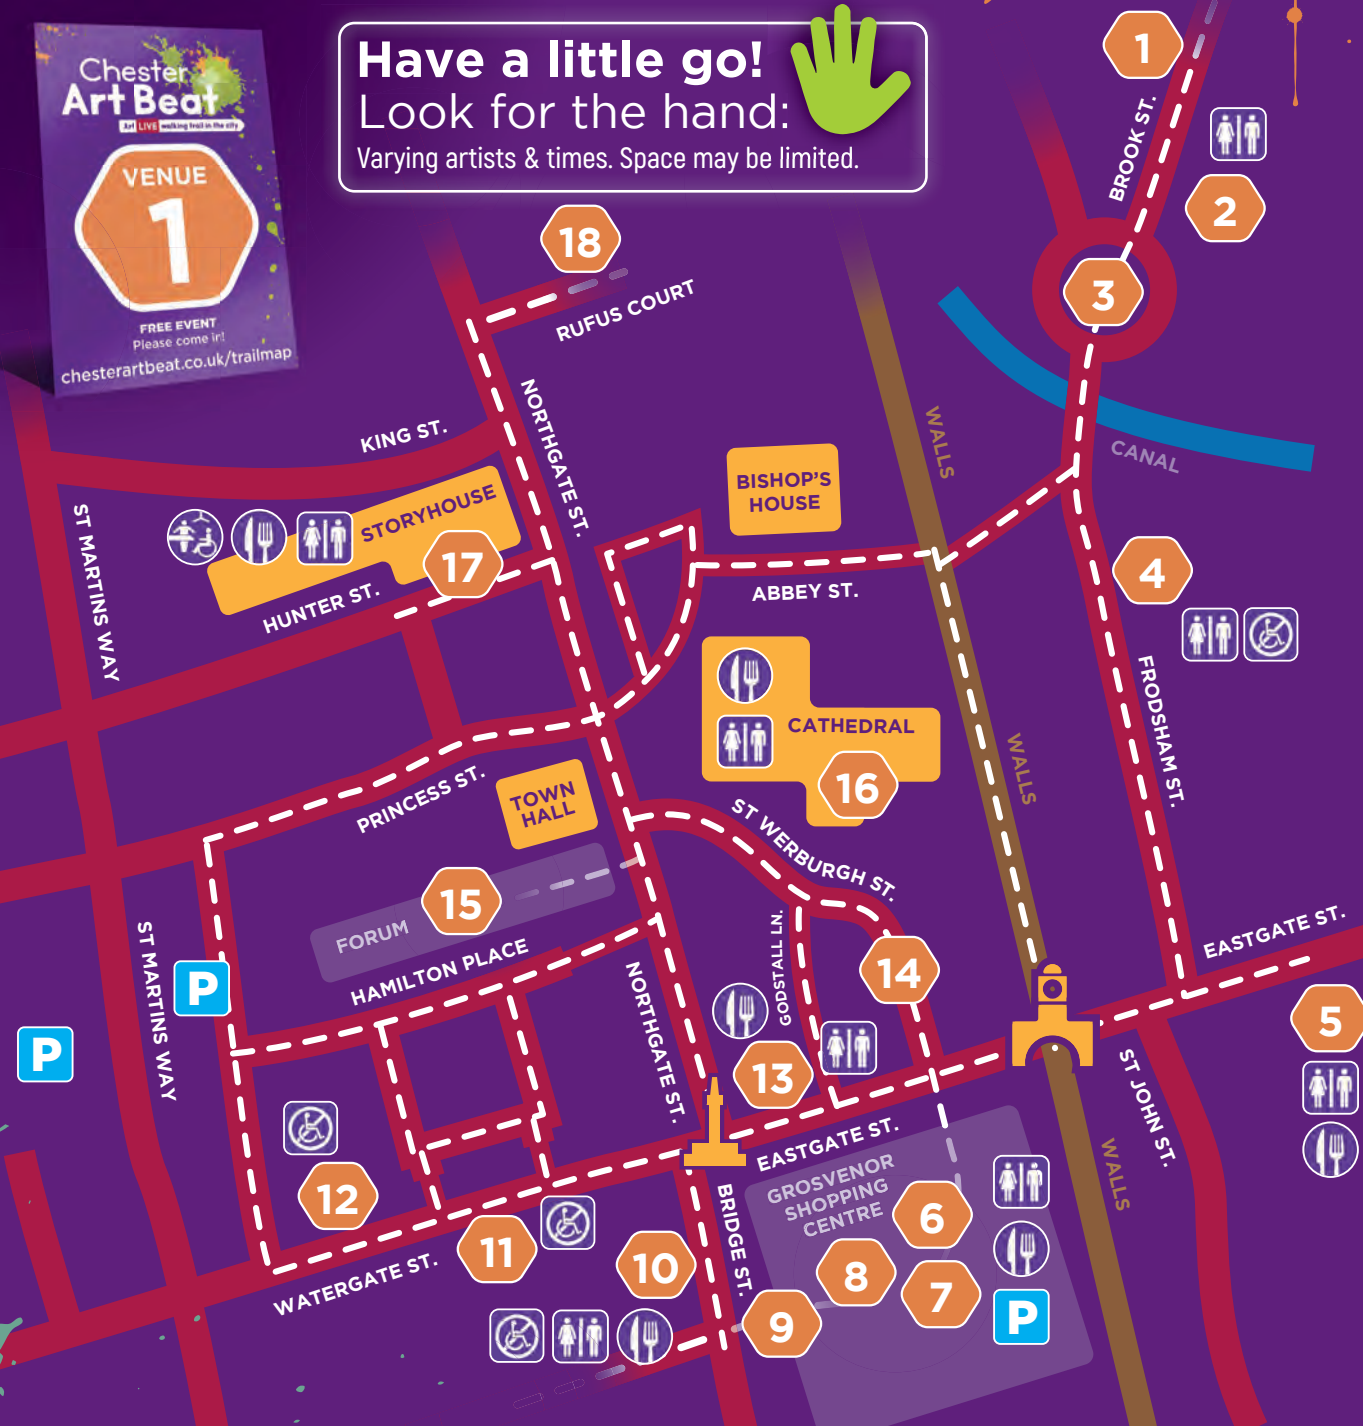 Chester
Art Beat
Art LIVE walking trail in the city
VENUE
1
FREE EVENT
Please come in!
chesterartbeat.co.uk/trailmap
Have a little go!
Look for the hand:
Varying artists & times. Space may be limited.
1
BROOK ST.
2
3
18
RUFUS COURT
NORTHGATE ST.
KING ST.
WALLS
CANAL
BISHOP'S
HOUSE
STORYHOUSE
17
HUNTER ST.
ST MARTINS WAY
ABBEY ST.
4
FRODSHAM ST.
CATHEDRAL
16
WALLS
PRINCESS ST.
TOWN
HALL
ST WERBURGH ST.
15
FORUM
HAMILTON PLACE
GODSTALL LN.
14
EASTGATE ST.
ST MARTINS WAY
P
P
NORTHGATE ST.
13
5
ST JOHN ST.
EASTGATE ST.
12
WATERGATE ST.
11
10
BRIDGE ST.
GROSVENOR
SHOPPING
CENTRE
6
8
7
9
P
WALLS